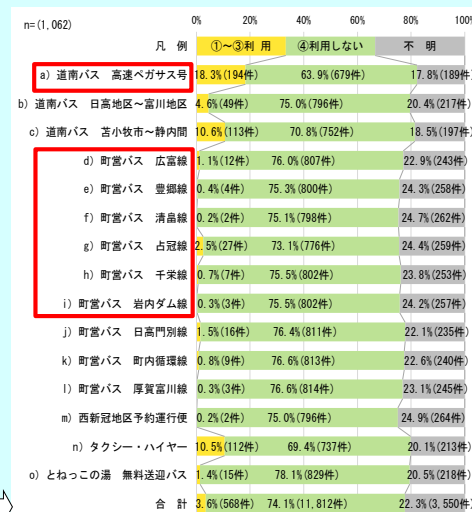 n=(1,062)
0% 20% 40% 60% 80% 100%
凡 例 ①～③利 用 ④利用しない 不 明
a) 道南バス 高速ペガサス号 18.3%(194件) 63.9%(679件) 17.8%(189件)
b) 道南バス 日高地区～富川地区 4.6%(49件) 75.0%(796件) 20.4%(217件)
c) 道南バス 苫小牧市～静内間 10.6%(113件) 70.8%(752件) 18.5%(197件)
d) 町営バス 広富線 1.1%(12件) 76.0%(807件) 22.9%(243件)
e) 町営バス 豊郷線 0.4%(4件) 75.3%(800件) 24.3%(258件)
f) 町営バス 清畠線 0.2%(2件) 75.1%(798件) 24.7%(262件)
g) 町営バス 占冠線 2.5%(27件) 73.1%(776件) 24.4%(259件)
h) 町営バス 千栄線 0.7%(7件) 75.5%(802件) 23.8%(253件)
i) 町営バス 岩内ダム線 0.3%(3件) 75.5%(802件) 24.2%(257件)
j) 町営バス 日高門別線 1.5%(16件) 76.4%(811件) 22.1%(235件)
k) 町営バス 町内循環線 0.8%(9件) 76.6%(813件) 22.6%(240件)
l) 町営バス 厚賀富川線 0.3%(3件) 76.6%(814件) 23.1%(245件)
m) 西新冠地区予約運行便 0.2%(2件) 75.0%(796件) 24.9%(264件)
n) タクシー・ハイヤー 10.5%(112件) 69.4%(737件) 20.1%(213件)
o) とねっこの湯 無料送迎バス 1.4%(15件) 78.1%(829件) 20.5%(218件)
合 計 3.6%(568件) 74.1%(11,812件) 22.3%(3,550件)